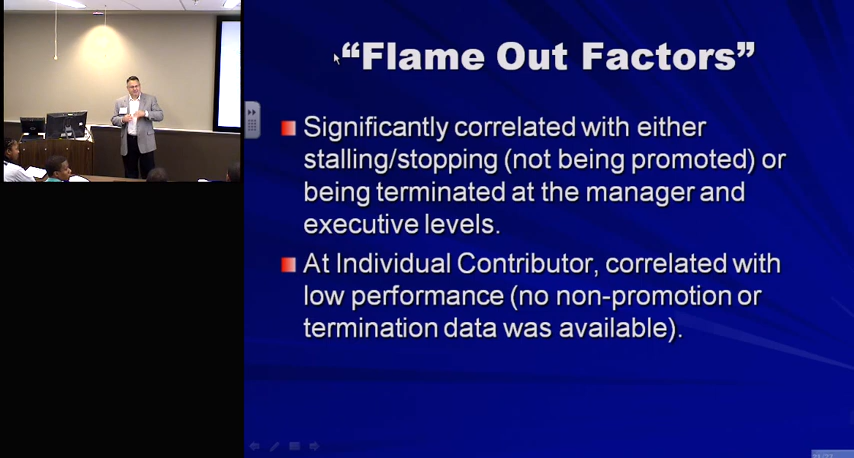 “Flame Out Factors”
Significantly correlated with either
stalling/stopping (not being promoted) or
being terminated at the manager and
executive levels.
At Individual Contributor, correlated with
low performance (no non-promotion or
termination data was available).